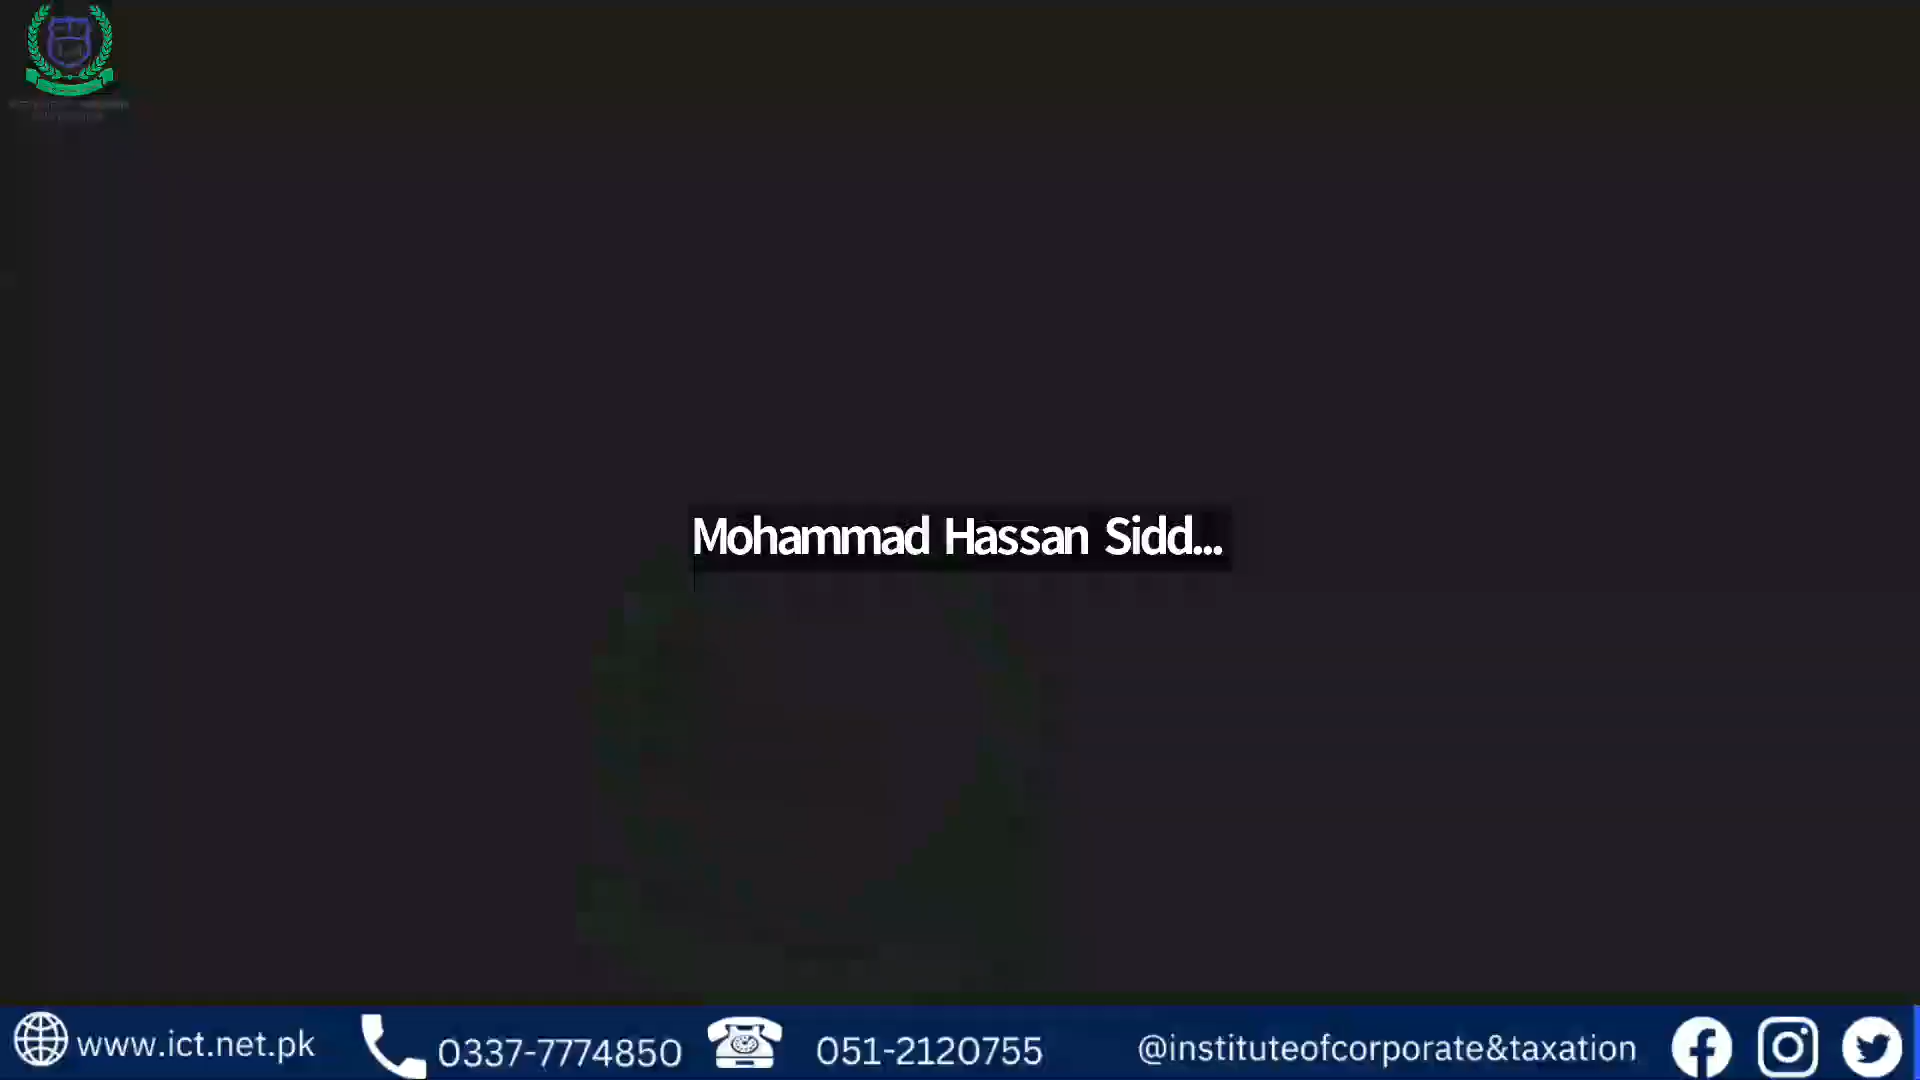 Mohammad Hassan Sidd...
www.ict.net.pk
0337-7774850
051-2120755
@instituteofcorporate&taxation